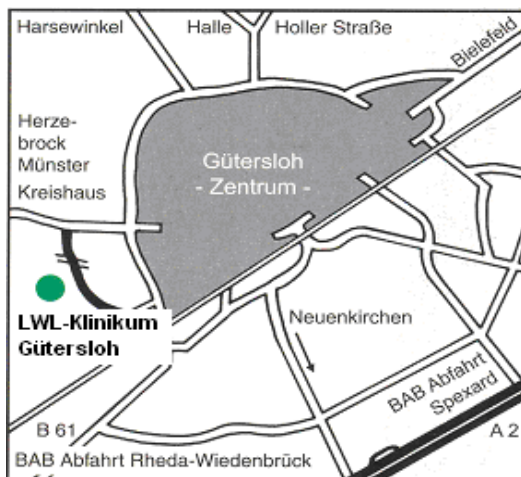 Harsewinkel
Halle
Holler Straße
Bielefeld
Herze-
brock
Münster
Kreishaus
Gütersloh
- Zentrum -
LWL-Klinikum
Gütersloh
Neuenkirchen
BAB Abfahrt
Spexard
B 61
A 2
BAB Abfahrt Rheda-Wiedenbrück